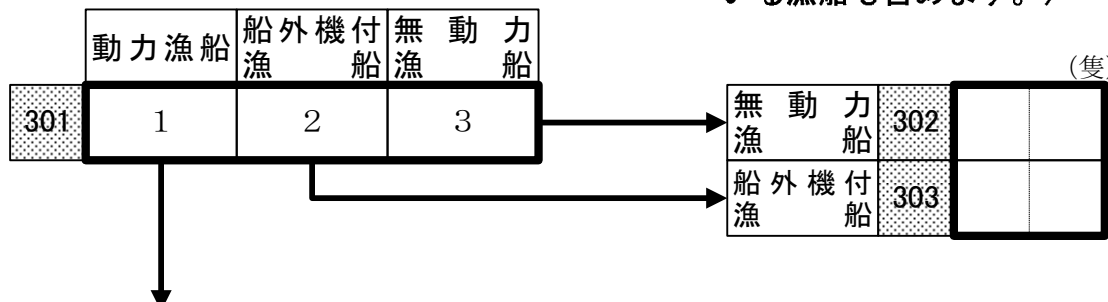 いる漁船も含めます。）
動力漁船 船外機付漁船 無動力漁船
301 1 2 3
（隻）
無動力漁船 302
船外機付漁船 303